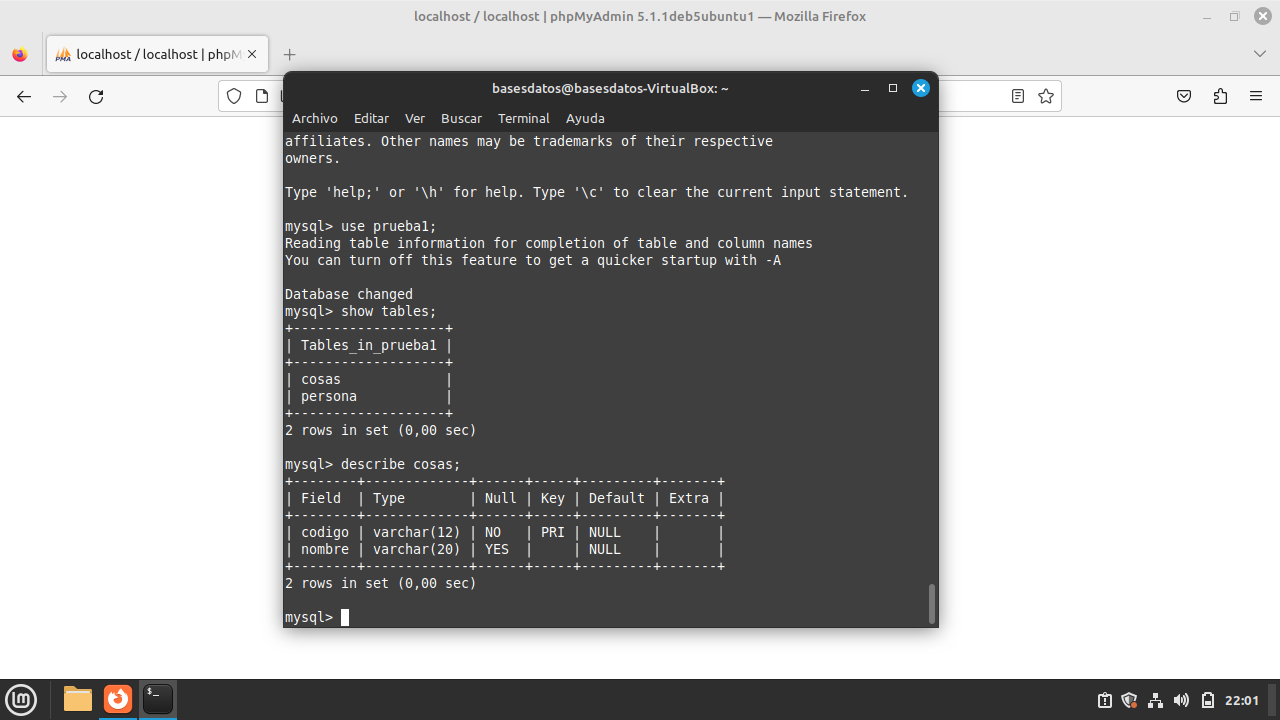 localhost / localhost | phpMyAdmin 5.1.1deb5ubuntu1 — Mozilla Firefox
PMA localhost / localhost | phpM
basesdatos@basesdatos-VirtualBox: ~
Archivo Editar Ver Buscar Terminal Ayuda
affiliates. Other names may be trademarks of their respective
owners.
Type 'help;' or '\h' for help. Type '\c' to clear the current input statement.
mysql> use prueba1;
Reading table information for completion of table and column names
You can turn off this feature to get a quicker startup with -A
Database changed
mysql> show tables;
+-------------------+
| Tables_in_prueba1 |
+-------------------+
| cosas             |
| persona           |
+-------------------+
2 rows in set (0,00 sec)
mysql> describe cosas;
+--------+-------------+------+-----+---------+-------+
| Field  | Type        | Null | Key | Default | Extra |
+--------+-------------+------+-----+---------+-------+
| codigo | varchar(12) | NO   | PRI | NULL    |       |
| nombre | varchar(20) | YES  |     | NULL    |       |
+--------+-------------+------+-----+---------+-------+
2 rows in set (0,00 sec)
mysql>
$_
22:01